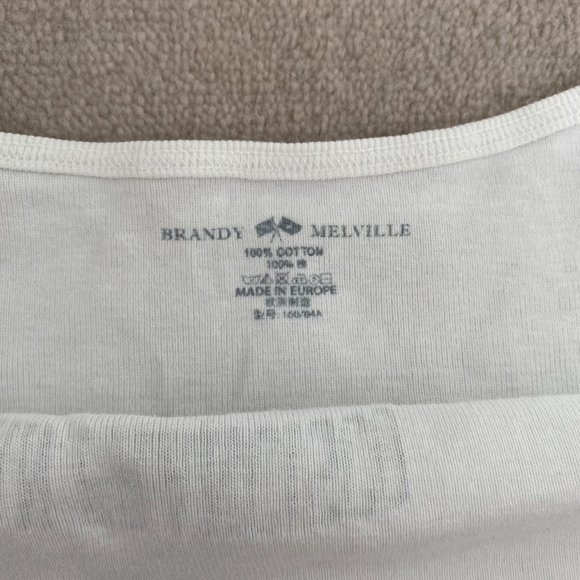 BRANDY MELVILLE
100% COTTON
100% 棉
MADE IN EUROPE
欧洲制造
型号: 160/84A